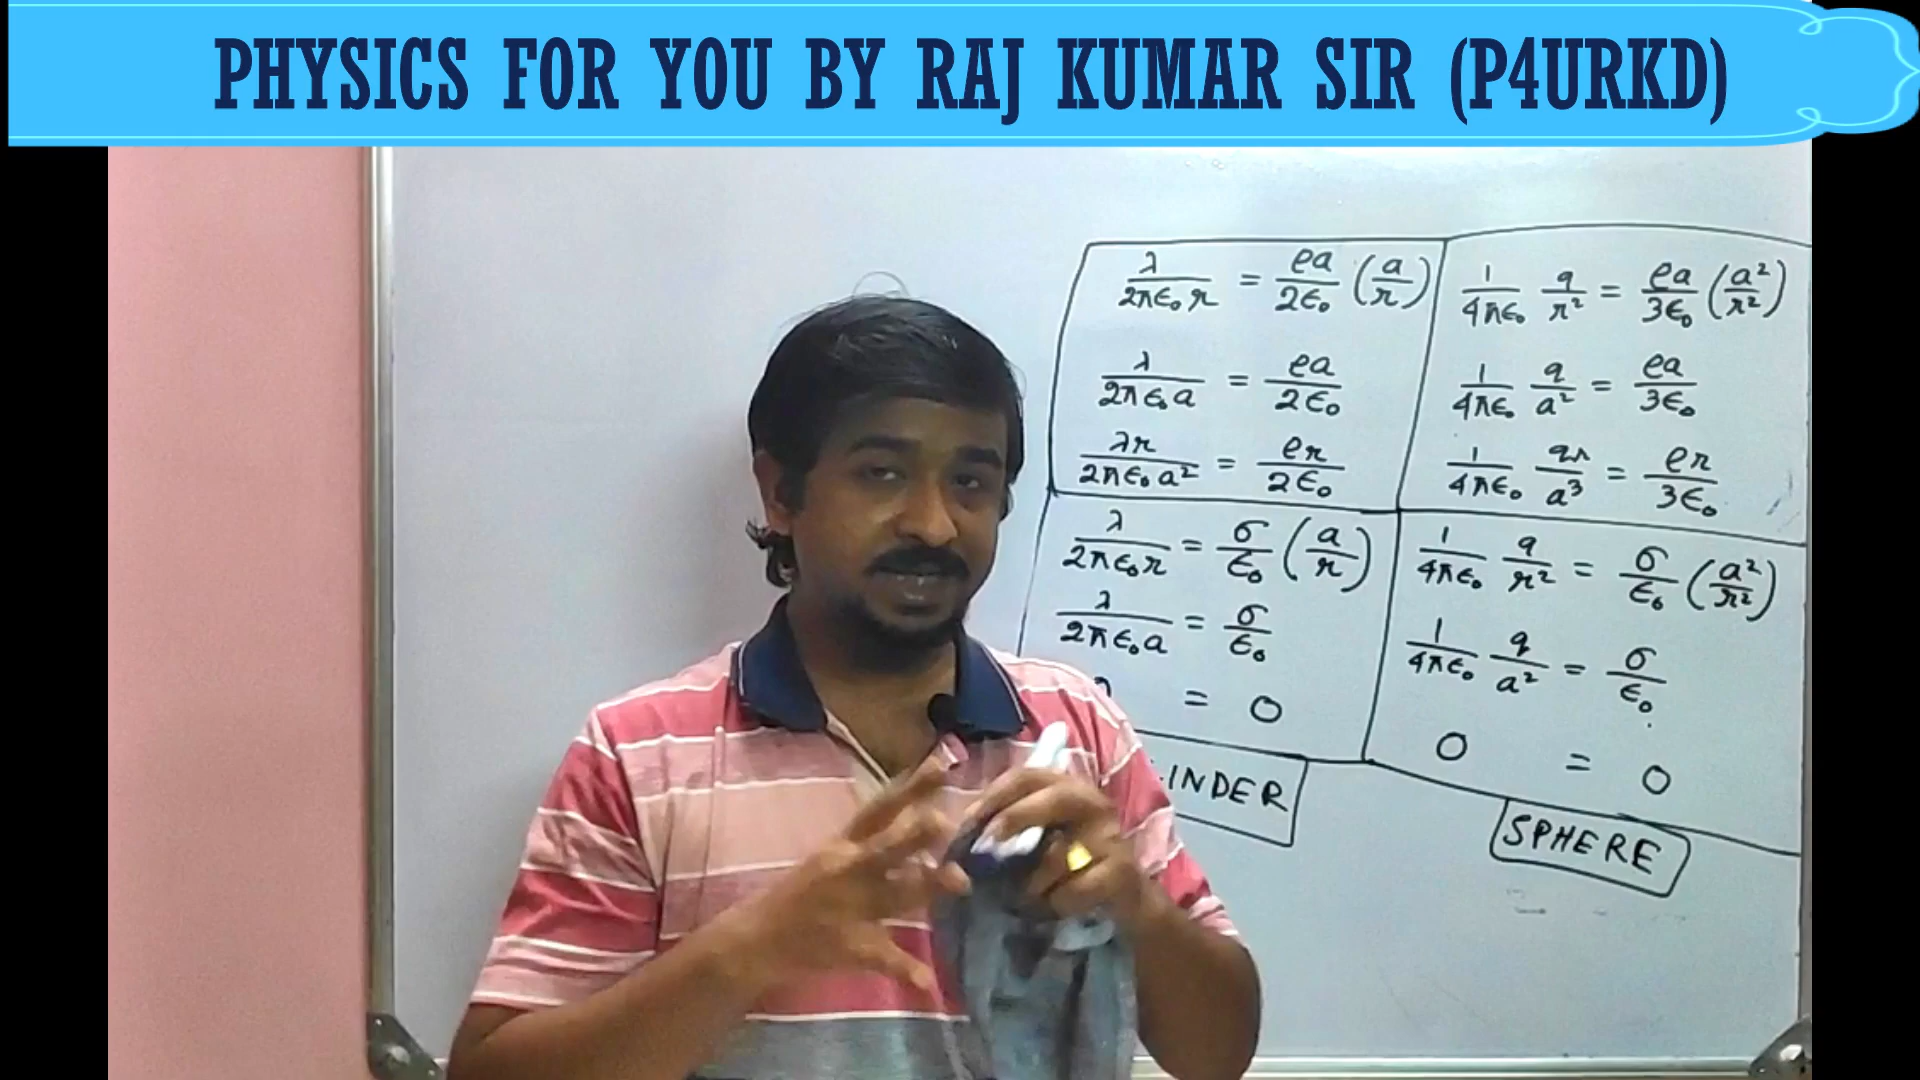 PHYSICS FOR YOU BY RAJ KUMAR SIR (P4URKD)
λ/2πϵ₀r = ρa/2ϵ₀ (a/r)
λ/2πϵ₀a = ρa/2ϵ₀
λr/2πϵ₀a² = ρr/2ϵ₀
λ/2πϵ₀r = σ/ϵ₀ (a/r)
λ/2πϵ₀a = σ/ϵ₀
= 0
INDER
1/4πϵ₀ q/r² = ρa/3ϵ₀ (a²/r²)
1/4πϵ₀ q/a² = ρa/3ϵ₀
1/4πϵ₀ qr/a³ = ρr/3ϵ₀
1/4πϵ₀ q/r² = σ/ϵ₀ (a²/r²)
1/4πϵ₀ q/a² = σ/ϵ₀
0 = 0
SPHERE